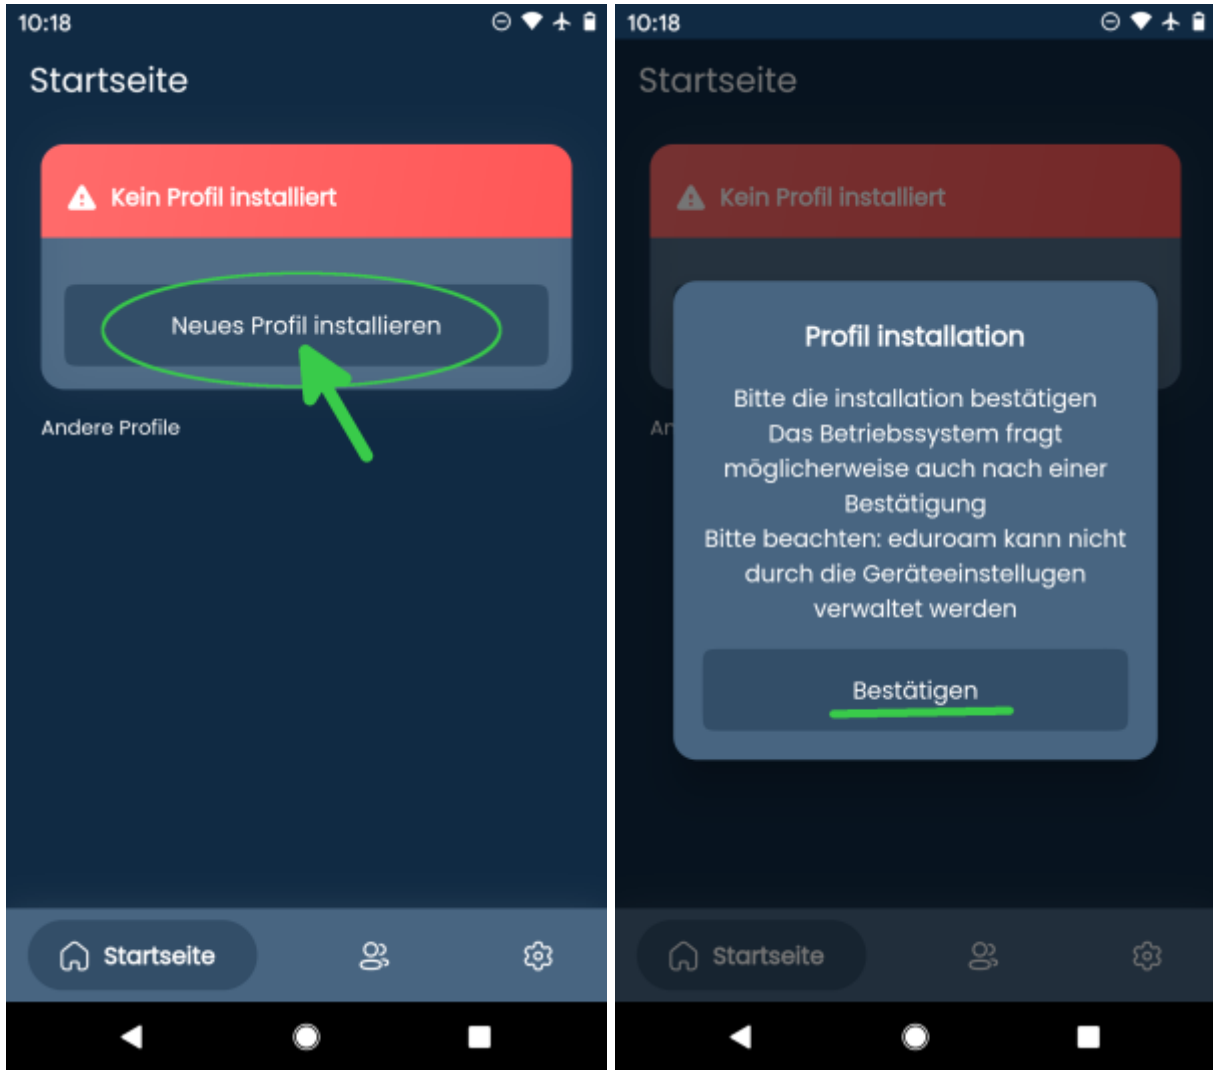 10:18
Startseite
Kein Profil installiert
Neues Profil installieren
Andere Profile
Startseite
10:18
Startseite
Kein Profil installiert
An
Profil installation
Bitte die installation bestätigen
Das Betriebssystem fragt
möglicherweise auch nach einer
Bestätigung
Bitte beachten: eduroam kann nicht
durch die Geräteeinstellugen
verwaltet werden
Bestätigen
Startseite